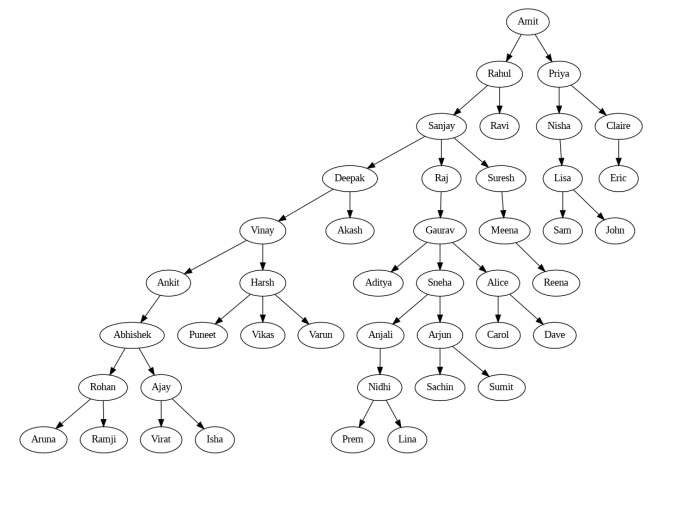 Amit
Rahul Priya
Sanjay Ravi Nisha Claire
Deepak Raj Suresh Lisa Eric
Vinay Akash Gaurav Meena Sam John
Ankit Harsh Aditya Sneha Alice Reena
Abhishek Puneet Vikas Varun Anjali Arjun Carol Dave
Rohan Ajay Nidhi Sachin Sumit
Aruna Ramji Virat Isha Prem Lina